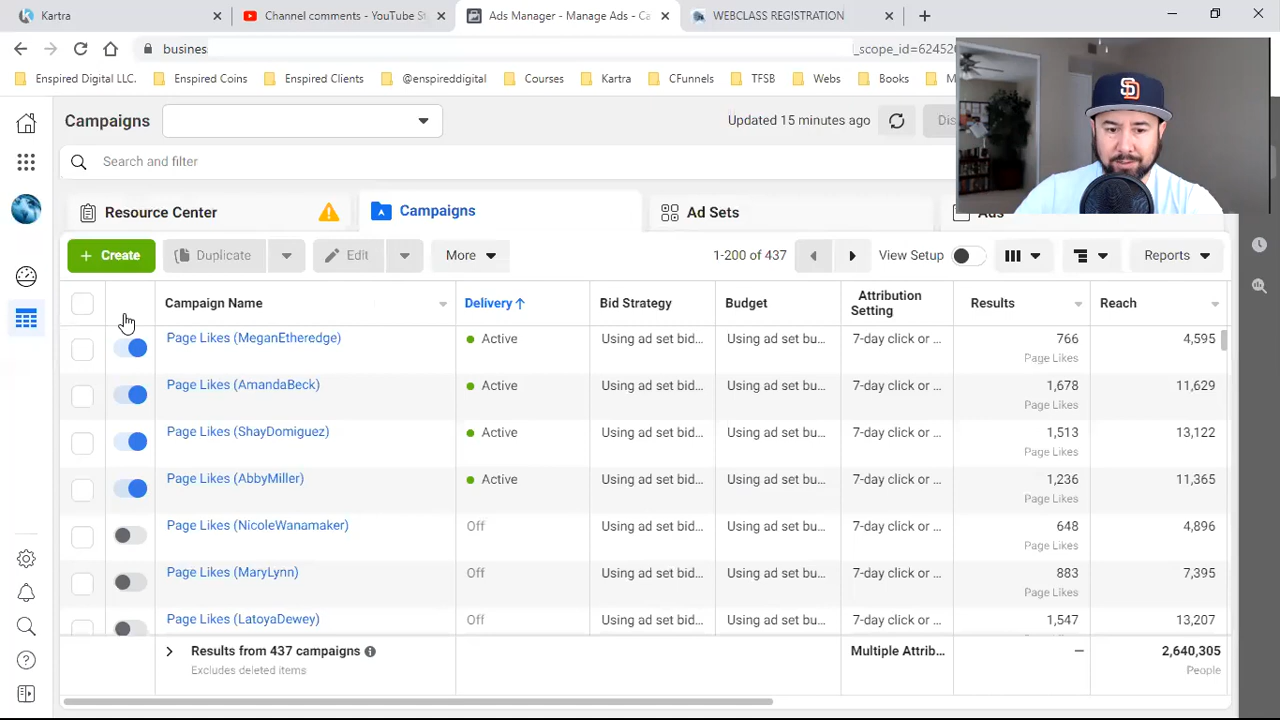 Kartra
Channel comments - YouTube S
Ads Manager - Manage Ads - Ca
WEBCLASS REGISTRATION
busines
_scope_id=62452
Enspired Digital LLC.
Enspired Coins
Enspired Clients
@enspireddigital
Courses
Kartra
CFunnels
TFSB
Webs
Books
M
Campaigns
Updated 15 minutes ago
Dis
SD
Search and filter
Resource Center
Campaigns
Ad Sets
Ads
+ Create
Duplicate
Edit
More
1-200 of 437
View Setup
Reports
Campaign Name
Delivery↑
Bid Strategy
Budget
Attribution
Setting
Results
Reach
Page Likes (MeganEtheredge)
Active
Using ad set bid...
Using ad set bu...
7-day click or ...
766
Page Likes
4,595
Page Likes (AmandaBeck)
Active
Using ad set bid...
Using ad set bu...
7-day click or ...
1,678
Page Likes
11,629
Page Likes (ShayDomiguez)
Active
Using ad set bid...
Using ad set bu...
7-day click or ...
1,513
Page Likes
13,122
Page Likes (AbbyMiller)
Active
Using ad set bid...
Using ad set bu...
7-day click or ...
1,236
Page Likes
11,365
Page Likes (NicoleWanamaker)
Off
Using ad set bid...
Using ad set bu...
7-day click or ...
648
Page Likes
4,896
Page Likes (MaryLynn)
Off
Using ad set bid...
Using ad set bu...
7-day click or ...
883
Page Likes
7,395
Page Likes (LatoyaDewey)
Off
Using ad set bid...
Using ad set bu...
7-day click or ...
1,547
13,207
Results from 437 campaigns
Excludes deleted items
Multiple Attrib...
—
2,640,305
People